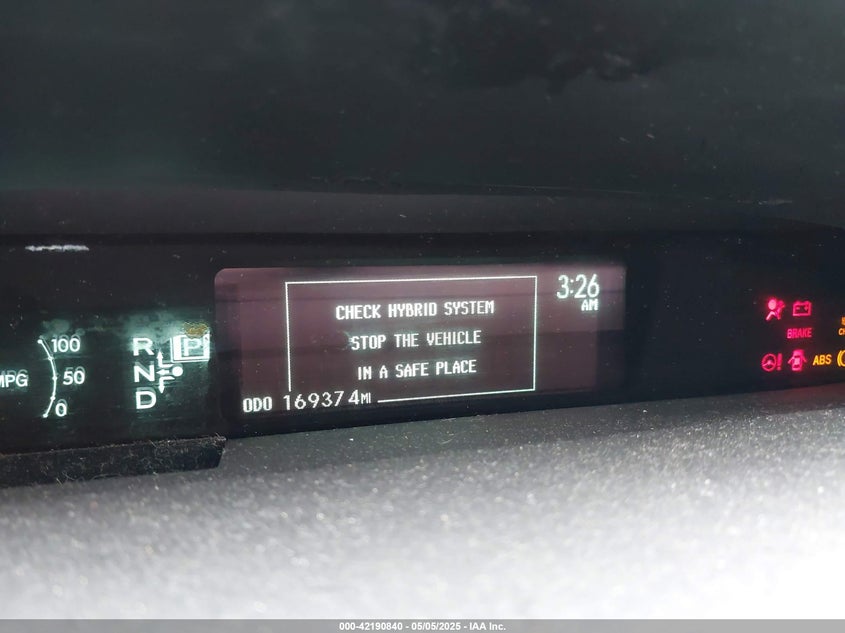 CHECK HYBRID SYSTEM
STOP THE VEHICLE
IN A SAFE PLACE
3:26
AM
ODO 169374MI
MPG
100
50
0
R
N
D
P
F
BRAKE
ABS
000-42190840 - 05/05/2025 - IAA Inc.